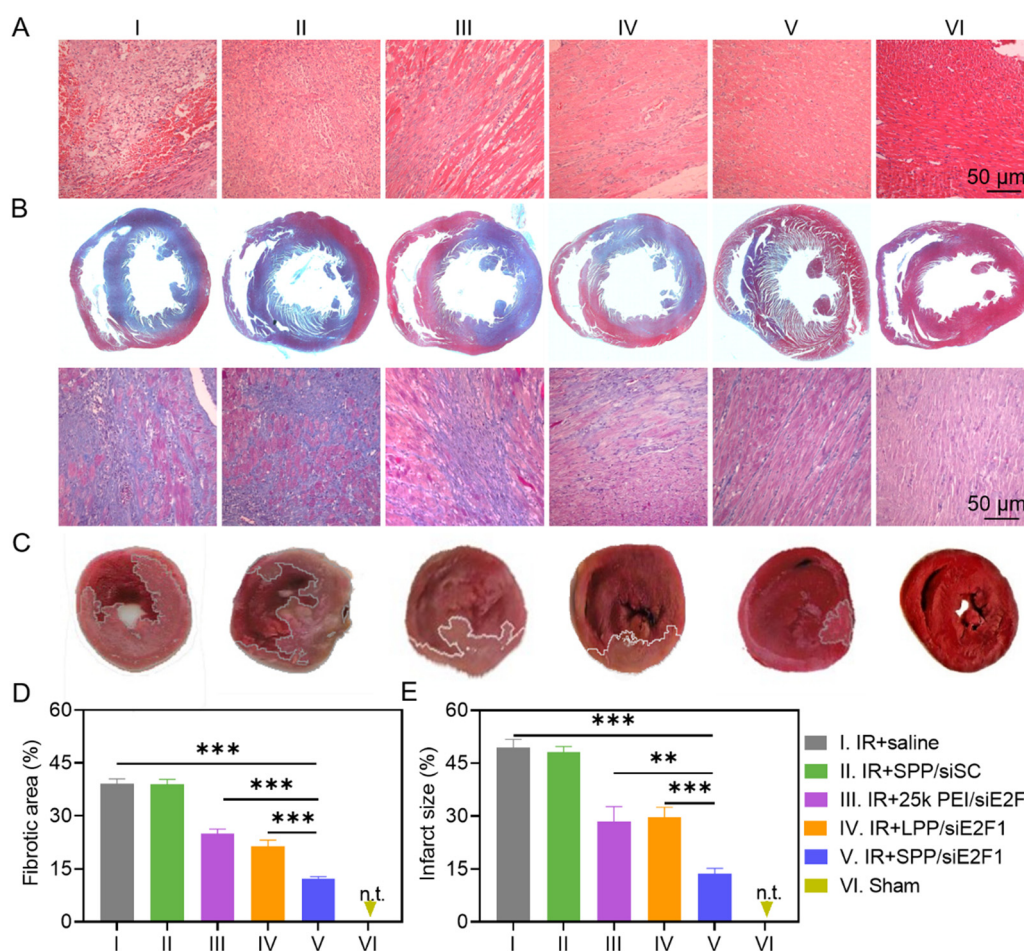 A
I II III IV V VI
50 μm
B
50 μm
C
D
E
Fibrotic area (%)
60
45
30
15
0
***
***
***
n.t.
I II III IV V VI
Infarct size (%)
60
45
30
15
0
***
**
***
n.t.
I II III IV V VI
I. IR+saline
II. IR+SPP/siSC
III. IR+25k PEI/siE2F
IV. IR+LPP/siE2F1
V. IR+SPP/siE2F1
VI. Sham